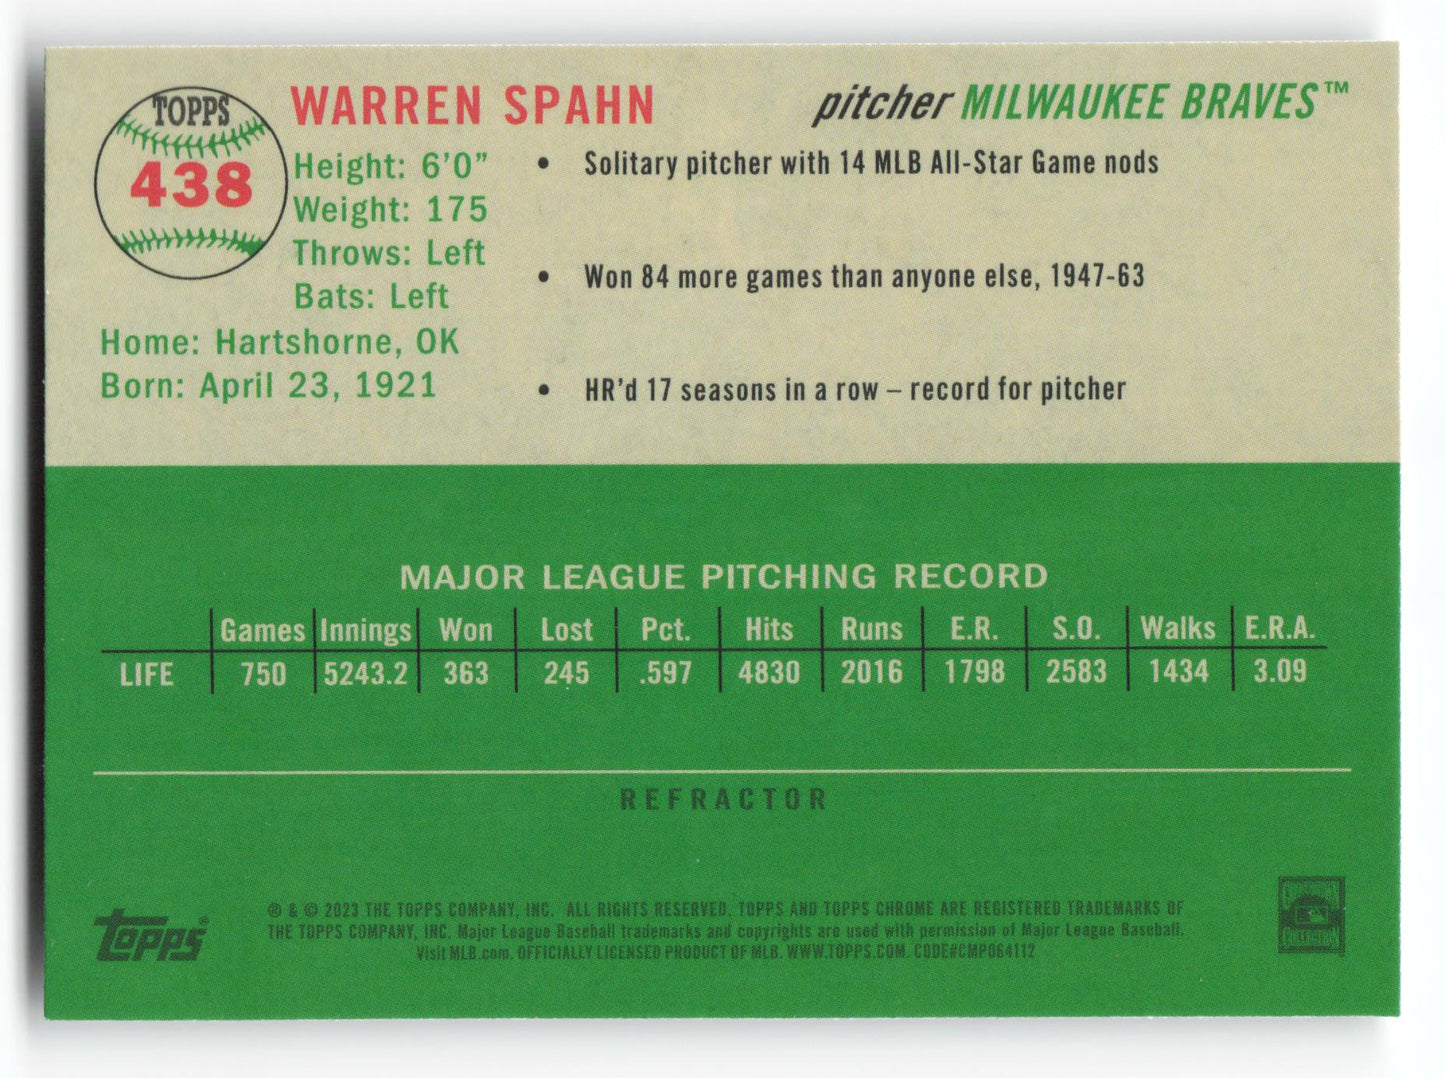 TOPPS
438
WARREN SPAHN
pitcher MILWAUKEE BRAVES™
Height: 6'0"
Weight: 175
Throws: Left
Bats: Left
Home: Hartshorne, OK
Born: April 23, 1921
• Solitary pitcher with 14 MLB All-Star Game nods
• Won 84 more games than anyone else, 1947-63
• HR'd 17 seasons in a row – record for pitcher
MAJOR LEAGUE PITCHING RECORD
Games Innings Won Lost Pct. Hits Runs E.R. S.O. Walks E.R.A.
LIFE 750 5243.2 363 245 .597 4830 2016 1798 2583 1434 3.09
REFRACTOR
Topps®
® & © 2023 THE TOPPS COMPANY, INC. ALL RIGHTS RESERVED. TOPPS AND TOPPS CHROME ARE REGISTERED TRADEMARKS OF
THE TOPPS COMPANY, INC. Major League Baseball trademarks and copyrights are used with permission of Major League Baseball.
Visit MLB.com. OFFICIALLY LICENSED PRODUCT OF MLB. WWW.TOPPS.COM. CODE#CMP064112
COOPERSTOWN
COLLECTION